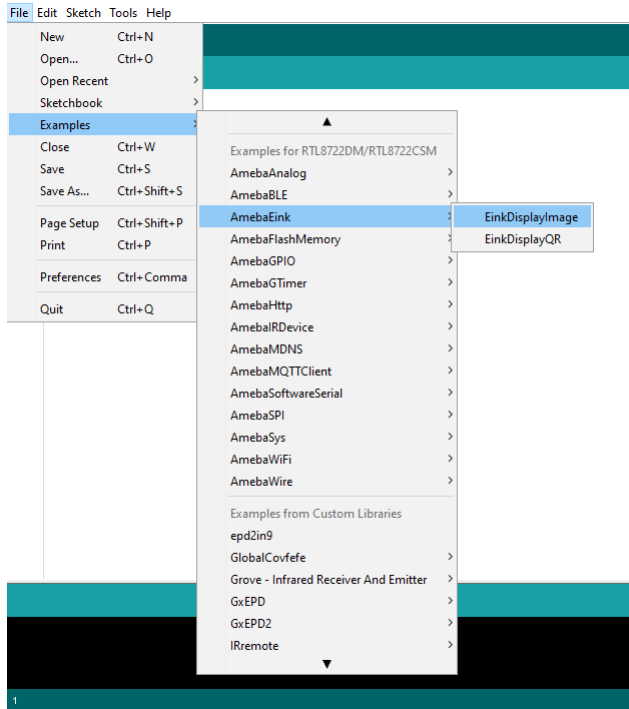 File Edit Sketch Tools Help
New Ctrl+N
Open... Ctrl+O
Open Recent
Sketchbook
Examples
Close Ctrl+W
Save Ctrl+S
Save As... Ctrl+Shift+S
Page Setup Ctrl+Shift+P
Print Ctrl+P
Preferences Ctrl+Comma
Quit Ctrl+Q
Examples for RTL8722DM/RTL8722CSM
AmebaAnalog
AmebaBLE
AmebaEink
AmebaFlashMemory
AmebaGPIO
AmebaGTimer
AmebaHttp
AmebaIRDevice
AmebaMDNS
AmebaMQTTClient
AmebaSoftwareSerial
AmebaSPI
AmebaSys
AmebaWiFi
AmebaWire
Examples from Custom Libraries
epd2in9
GlobalCovfefe
Grove - Infrared Receiver And Emitter
GxEPD
GxEPD2
IRremote
EinkDisplayImage
EinkDisplayQR
1